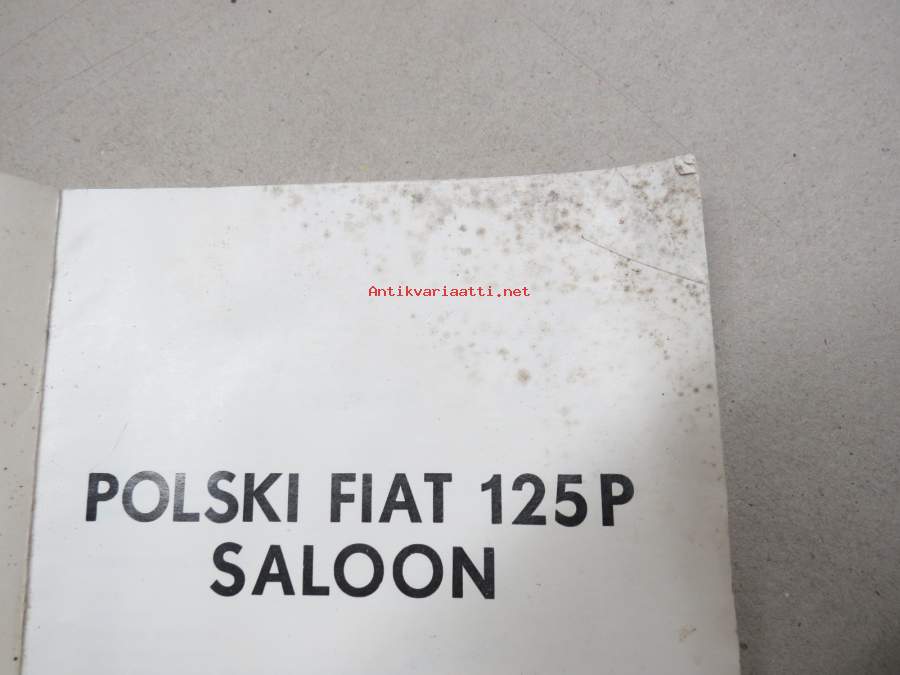 Antikvariaatti.net
POLSKI FIAT 125P
SALOON